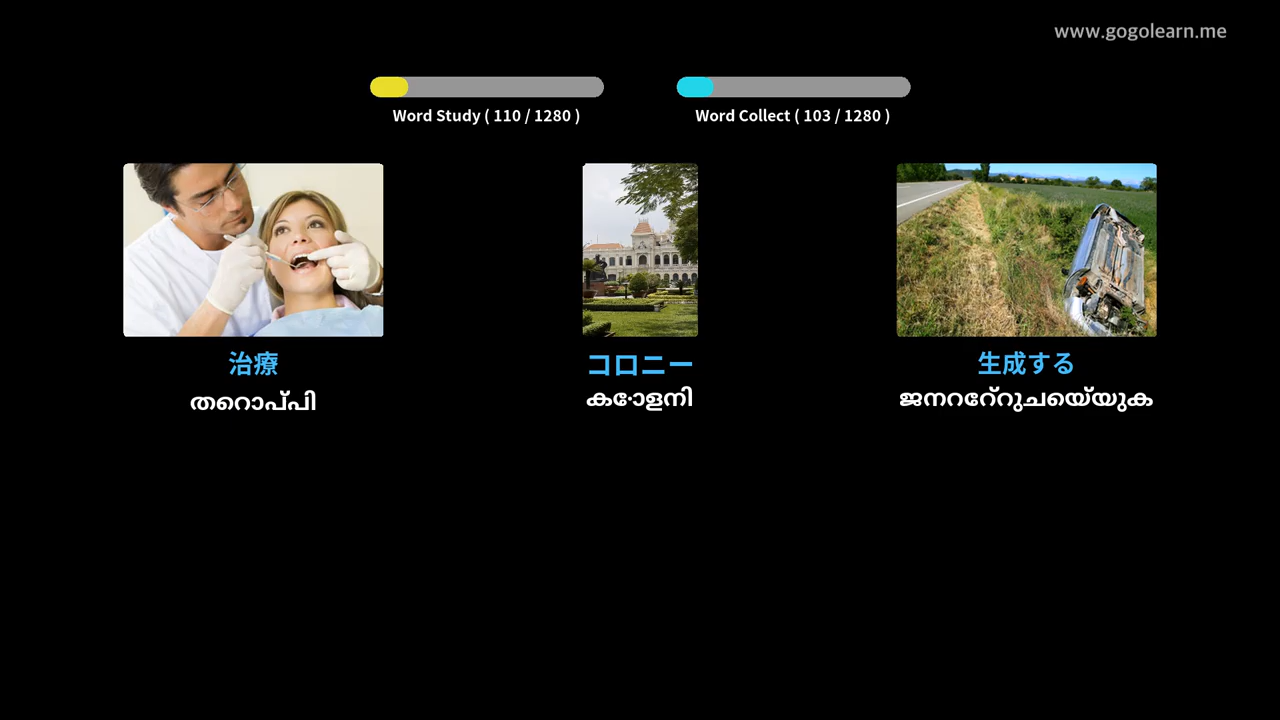 www.gogolearn.me
Word Study ( 110 / 1280 )
Word Collect ( 103 / 1280 )
治療
തെറാപ്പി
コロニー
കോളനി
生成する
ജനറേറ്റുചെയ്യുക